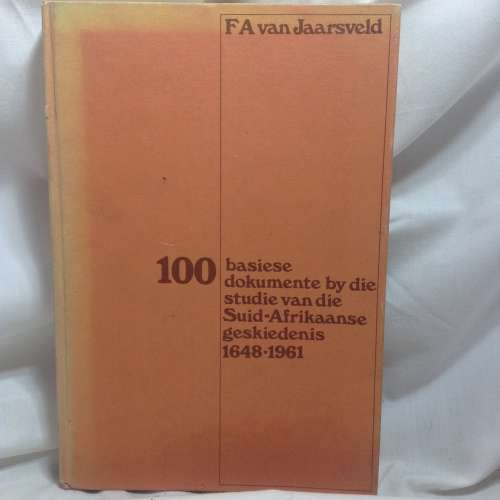 F A van Jaarsveld
100 basiese
dokumente by die
studie van die
Suid-Afrikaanse
geskiedenis
1648-1961